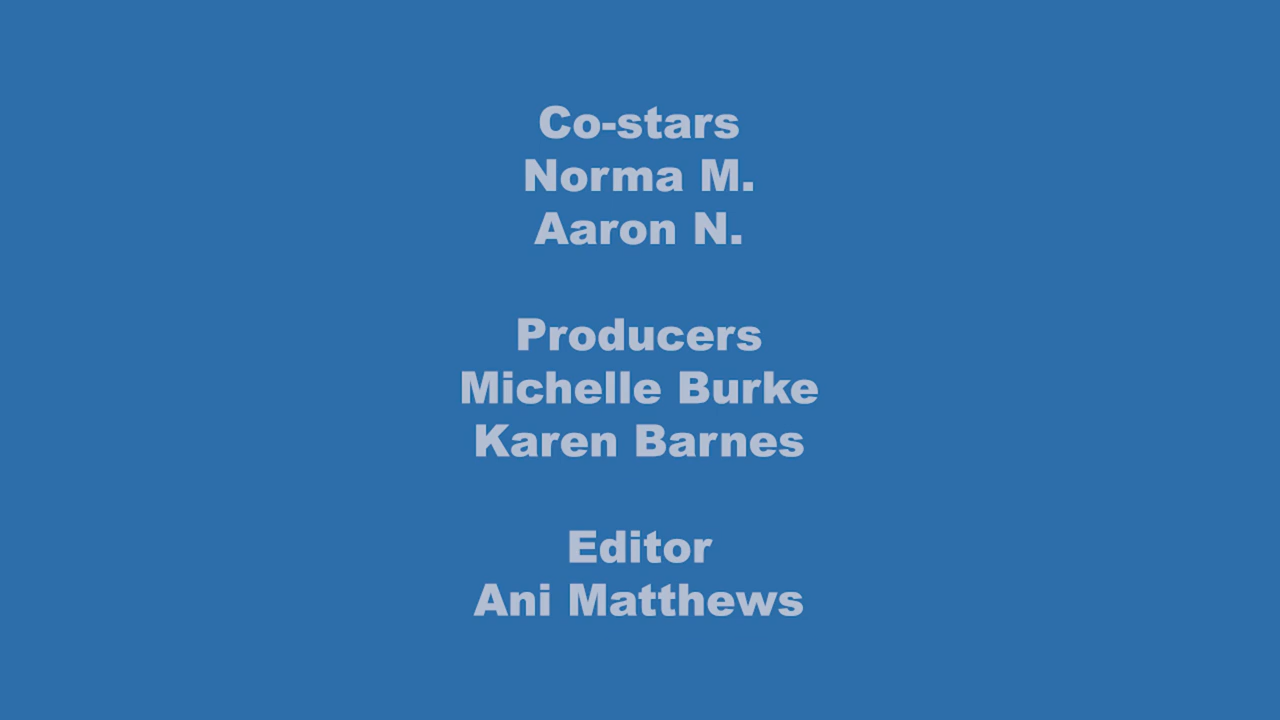 Co-stars
Norma M.
Aaron N.
Producers
Michelle Burke
Karen Barnes
Editor
Ani Matthews